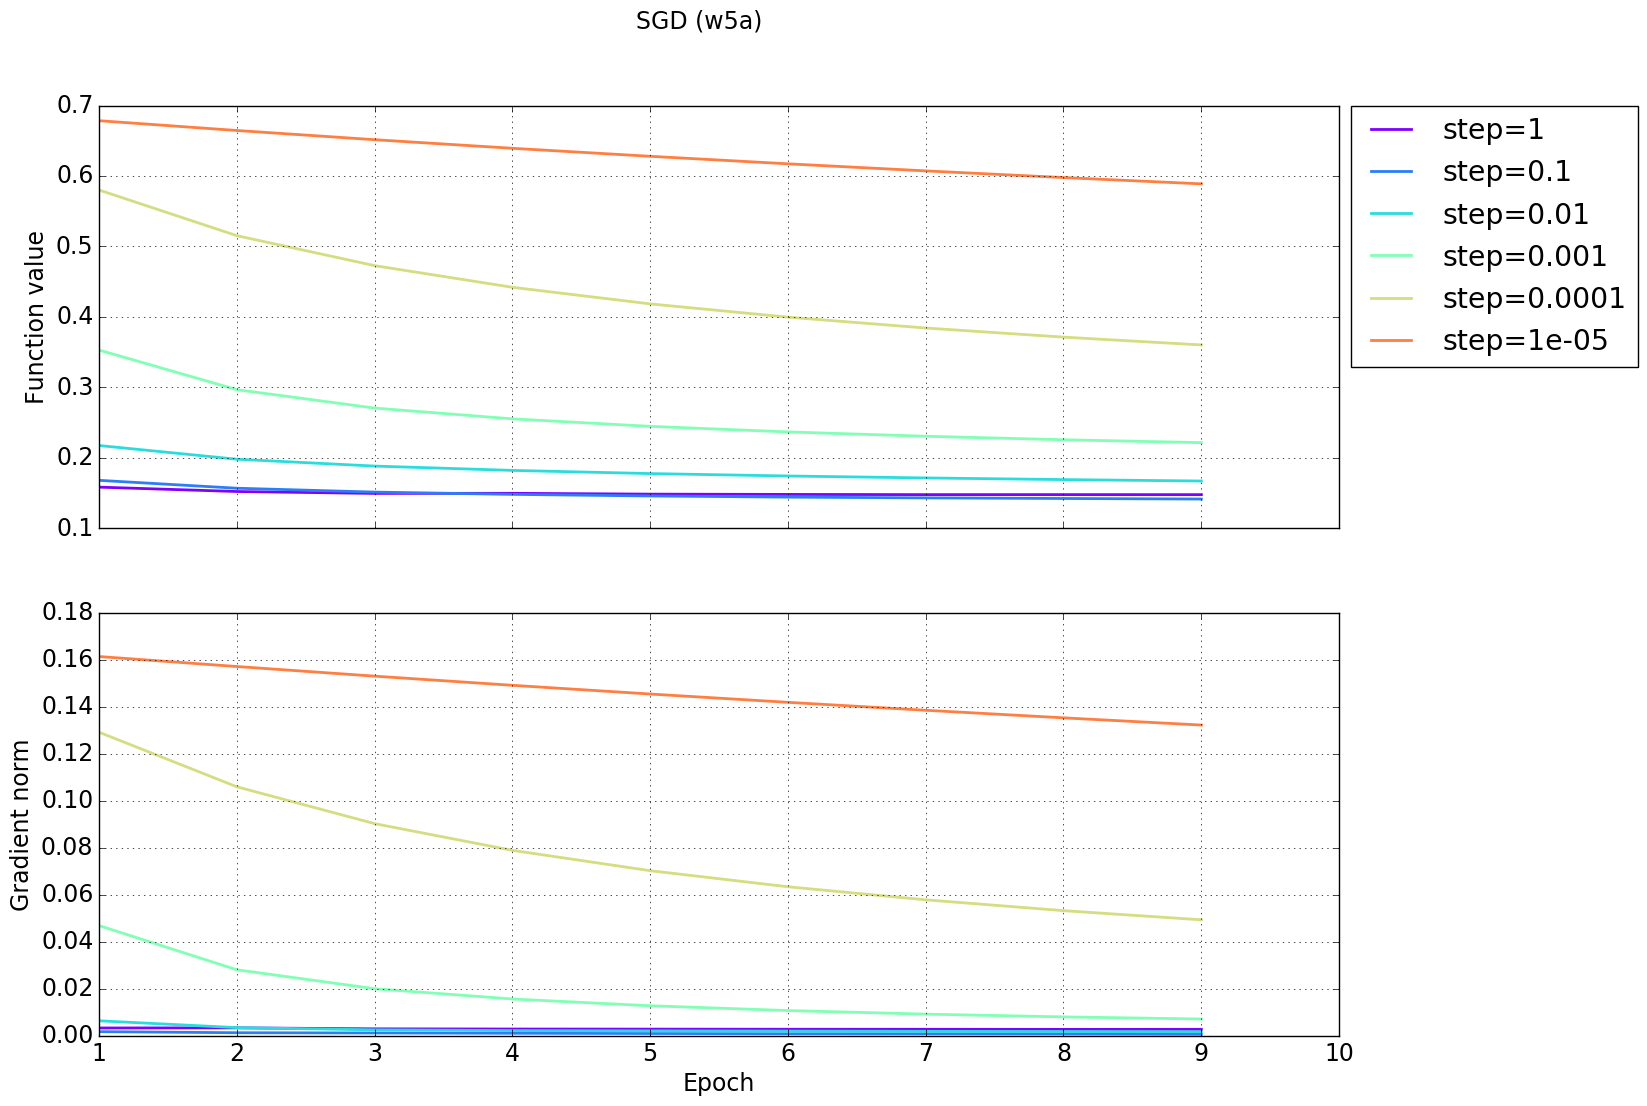 SGD (w5a)
0.7
0.6
0.5
0.4
0.3
0.2
0.1
Function value
step=1
step=0.1
step=0.01
step=0.001
step=0.0001
step=1e-05
0.18
0.16
0.14
0.12
0.10
0.08
0.06
0.04
0.02
0.00
Gradient norm
1 2 3 4 5 6 7 8 9 10
Epoch